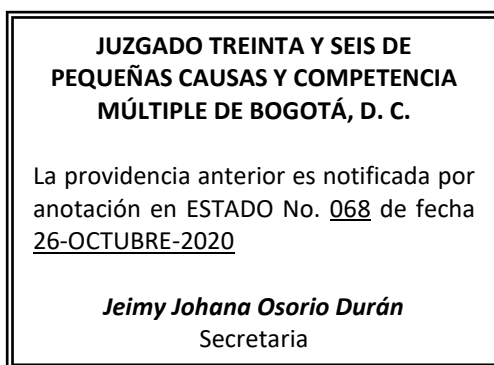 JUZGADO TREINTA Y SEIS DE
PEQUEÑAS CAUSAS Y COMPETENCIA
MÚLTIPLE DE BOGOTÁ, D. C.
La providencia anterior es notificada por
anotación en ESTADO No. 068 de fecha
26-OCTUBRE-2020
Jeimy Johana Osorio Durán
Secretaria